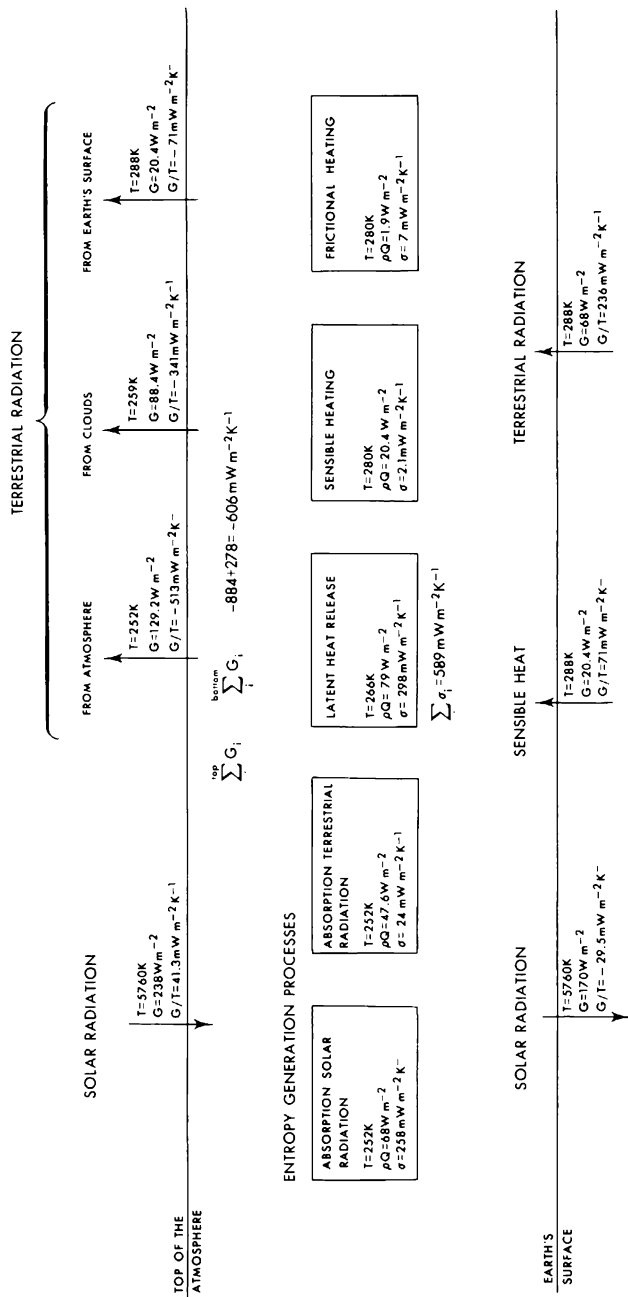 TERRESTRIAL RADIATION
SOLAR RADIATION
FROM ATMOSPHERE
FROM CLOUDS
FROM EARTH'S SURFACE
T=5760K
G=238Wm⁻²
G/T=41.3mWm⁻²K⁻¹
T=252K
G=129.2Wm⁻²
G/T=−513mWm⁻²K⁻
T=259K
G=88.4Wm⁻²
G/T=−341mWm⁻²K⁻¹
T=288K
G=20.4Wm⁻²
G/T=−71mWm⁻²K⁻
TOP OF THE
ATMOSPHERE
top
∑ Gᵢ
bottom
∑ Gᵢ
i
−884+278=−606mWm⁻²K⁻¹
ENTROPY GENERATION PROCESSES
ABSORPTION SOLAR
RADIATION
T=252K
ρQ=68Wm⁻²
σ=258mWm⁻²K⁻
ABSORPTION TERRESTRIAL
RADIATION
T=252K
ρQ=47.6Wm⁻²
σ=24mWm⁻²K⁻¹
LATENT HEAT RELEASE
T=266K
ρQ=79Wm⁻²
σ=298mWm⁻²K⁻¹
SENSIBLE HEATING
T=280K
ρQ=20.4Wm⁻²
σ=2.1mWm⁻²K⁻¹
FRICTIONAL HEATING
T=280K
ρQ=1.9Wm⁻²
σ=7mWm⁻²K⁻¹
∑σᵢ=589mWm⁻²K⁻¹
SOLAR RADIATION
SENSIBLE HEAT
TERRESTRIAL RADIATION
EARTH'S
SURFACE
T=5760K
G=170Wm⁻²
G/T=−29.5mWm⁻²K⁻
T=288K
G=20.4Wm⁻²
G/T=71mWm⁻²K⁻
T=288K
G=68Wm⁻²
G/T=236mWm⁻²K⁻¹